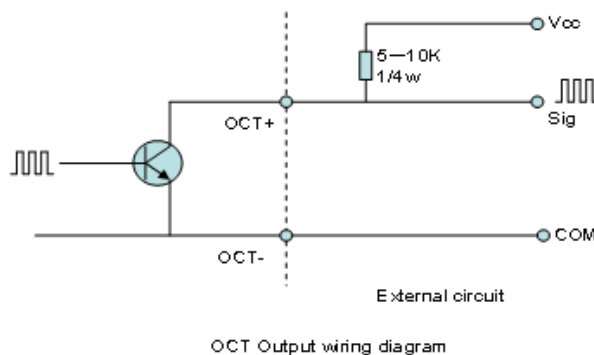 Vcc
5—10K
1/4w
OCT+
Sig
OCT-
COM
External circuit
OCT Output wiring diagram